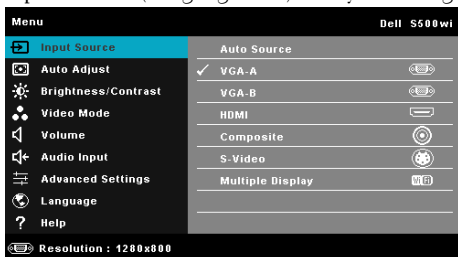 Menu
Dell S500wi
Input Source
Auto Adjust
Brightness/Contrast
Video Mode
Volume
Audio Input
Advanced Settings
Language
Help
Auto Source
VGA-A
VGA-B
HDMI
Composite
S-Video
Multiple Display
WiFi
Resolution : 1280x800